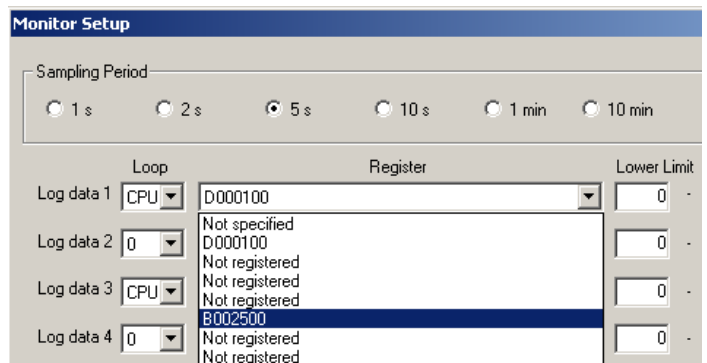 Monitor Setup
Sampling Period
1 s 2 s 5 s 10 s 1 min 10 min
Loop Register Lower Limit
Log data 1 CPU D000100 0 -
Not specified
D000100
Log data 2 0 0 -
Not registered
Not registered
Log data 3 CPU Not registered 0 -
B002500
Log data 4 0 Not registered 0 -
Not registered